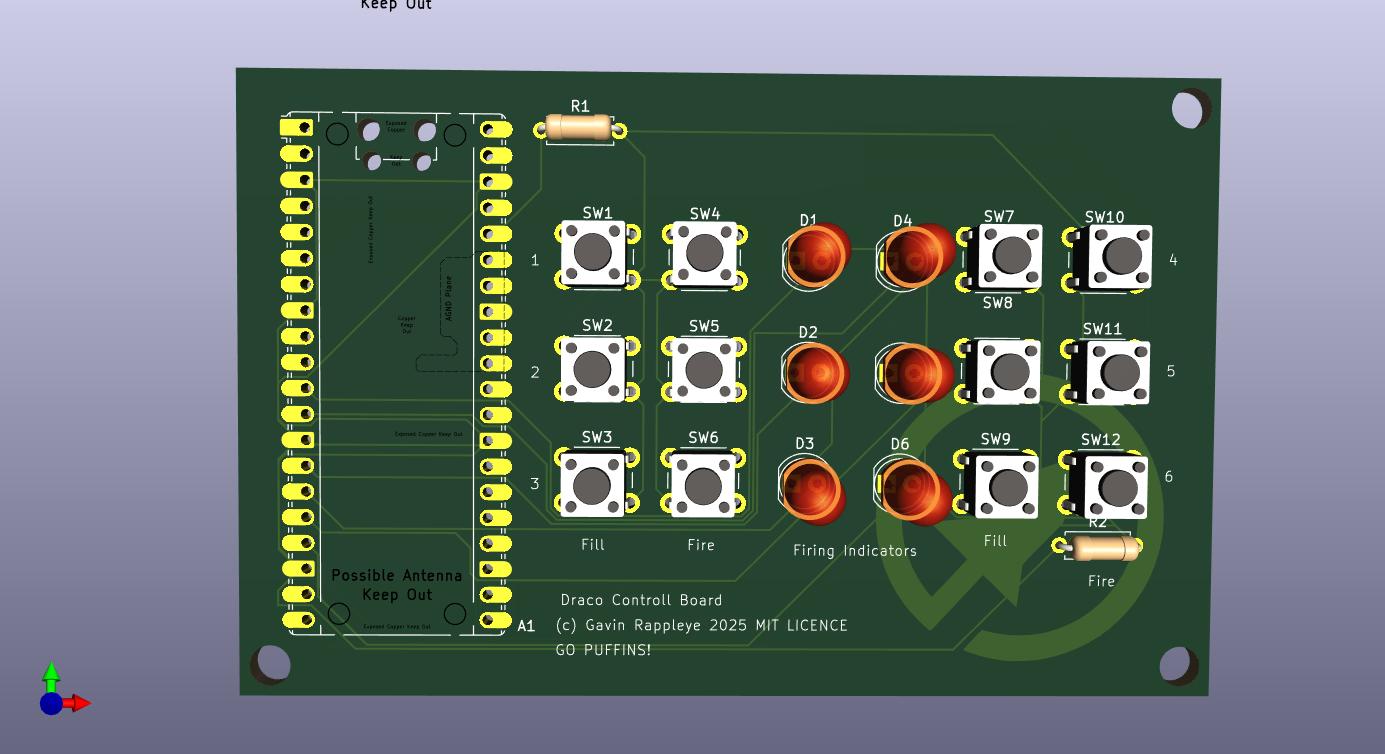 Keep Out
R1
Exposed
Copper
Keep
Out
Exposed Copper Keep Out
SW1
SW4
D1
D4
SW7
SW10
1
4
AGND Plane
SW8
Copper
Keep
Out
SW2
SW5
D2
SW11
2
5
Exposed Copper Keep Out
SW3
SW6
D3
D6
SW9
SW12
3
6
R2
Fill
Fire
Firing Indicators
Fill
Fire
Possible Antenna
Keep Out
Exposed Copper Keep Out
A1
Draco Controll Board
(c) Gavin Rappleye 2025 MIT LICENCE
GO PUFFINS!